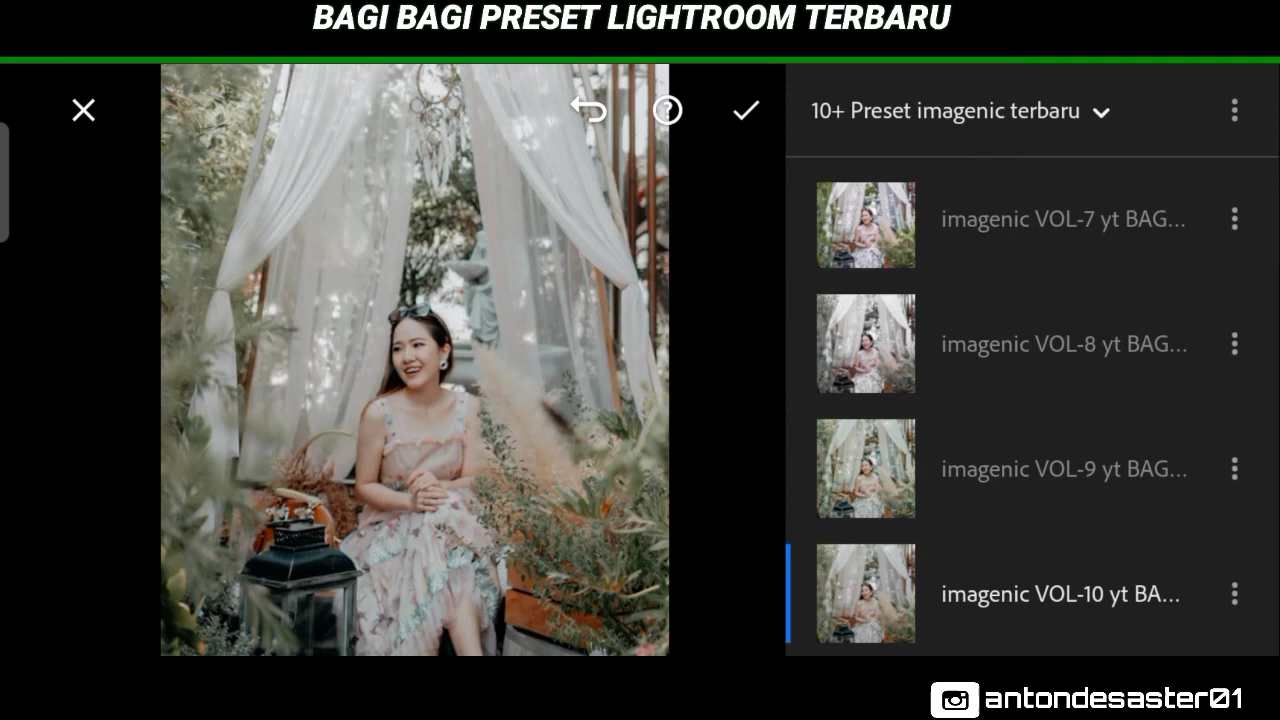 BAGI BAGI PRESET LIGHTROOM TERBARU
10+ Preset imagenic terbaru
imagenic VOL-7 yt BAG...
imagenic VOL-8 yt BAG...
imagenic VOL-9 yt BAG...
imagenic VOL-10 yt BA...
antondesaster01